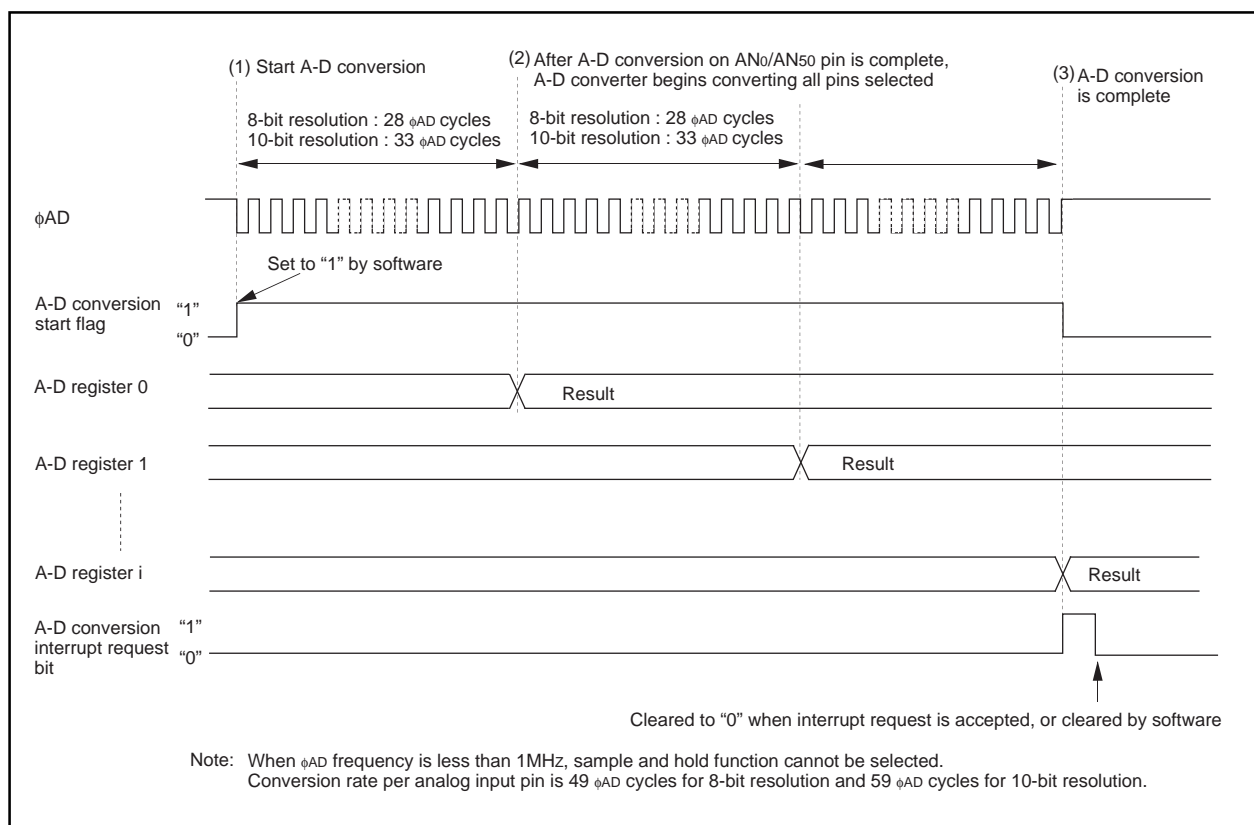 (1) Start A-D conversion
(2) After A-D conversion on AN0/AN50 pin is complete,
A-D converter begins converting all pins selected
(3) A-D conversion
is complete
8-bit resolution : 28 φAD cycles
10-bit resolution : 33 φAD cycles
8-bit resolution : 28 φAD cycles
10-bit resolution : 33 φAD cycles
φAD
Set to “1” by software
A-D conversion
start flag
“1”
“0”
A-D register 0
Result
A-D register 1
Result
A-D register i
Result
A-D conversion
interrupt request
bit
“1”
“0”
Cleared to “0” when interrupt request is accepted, or cleared by software
Note: When φAD frequency is less than 1MHz, sample and hold function cannot be selected.
Conversion rate per analog input pin is 49 φAD cycles for 8-bit resolution and 59 φAD cycles for 10-bit resolution.